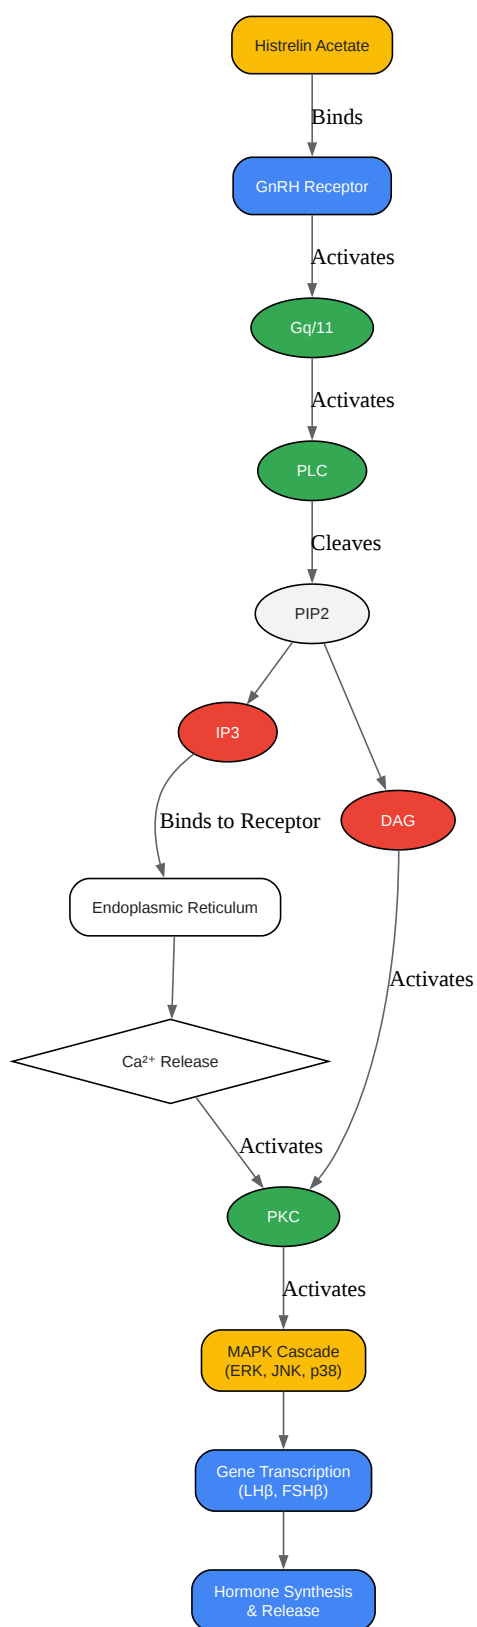 Histrelin Acetate
Binds
GnRH Receptor
Activates
Gq/11
Activates
PLC
Cleaves
PIP2
IP3
DAG
Binds to Receptor
Endoplasmic Reticulum
Activates
Ca²⁺ Release
Activates
PKC
Activates
MAPK Cascade
(ERK, JNK, p38)
Gene Transcription
(LHβ, FSHβ)
Hormone Synthesis
& Release